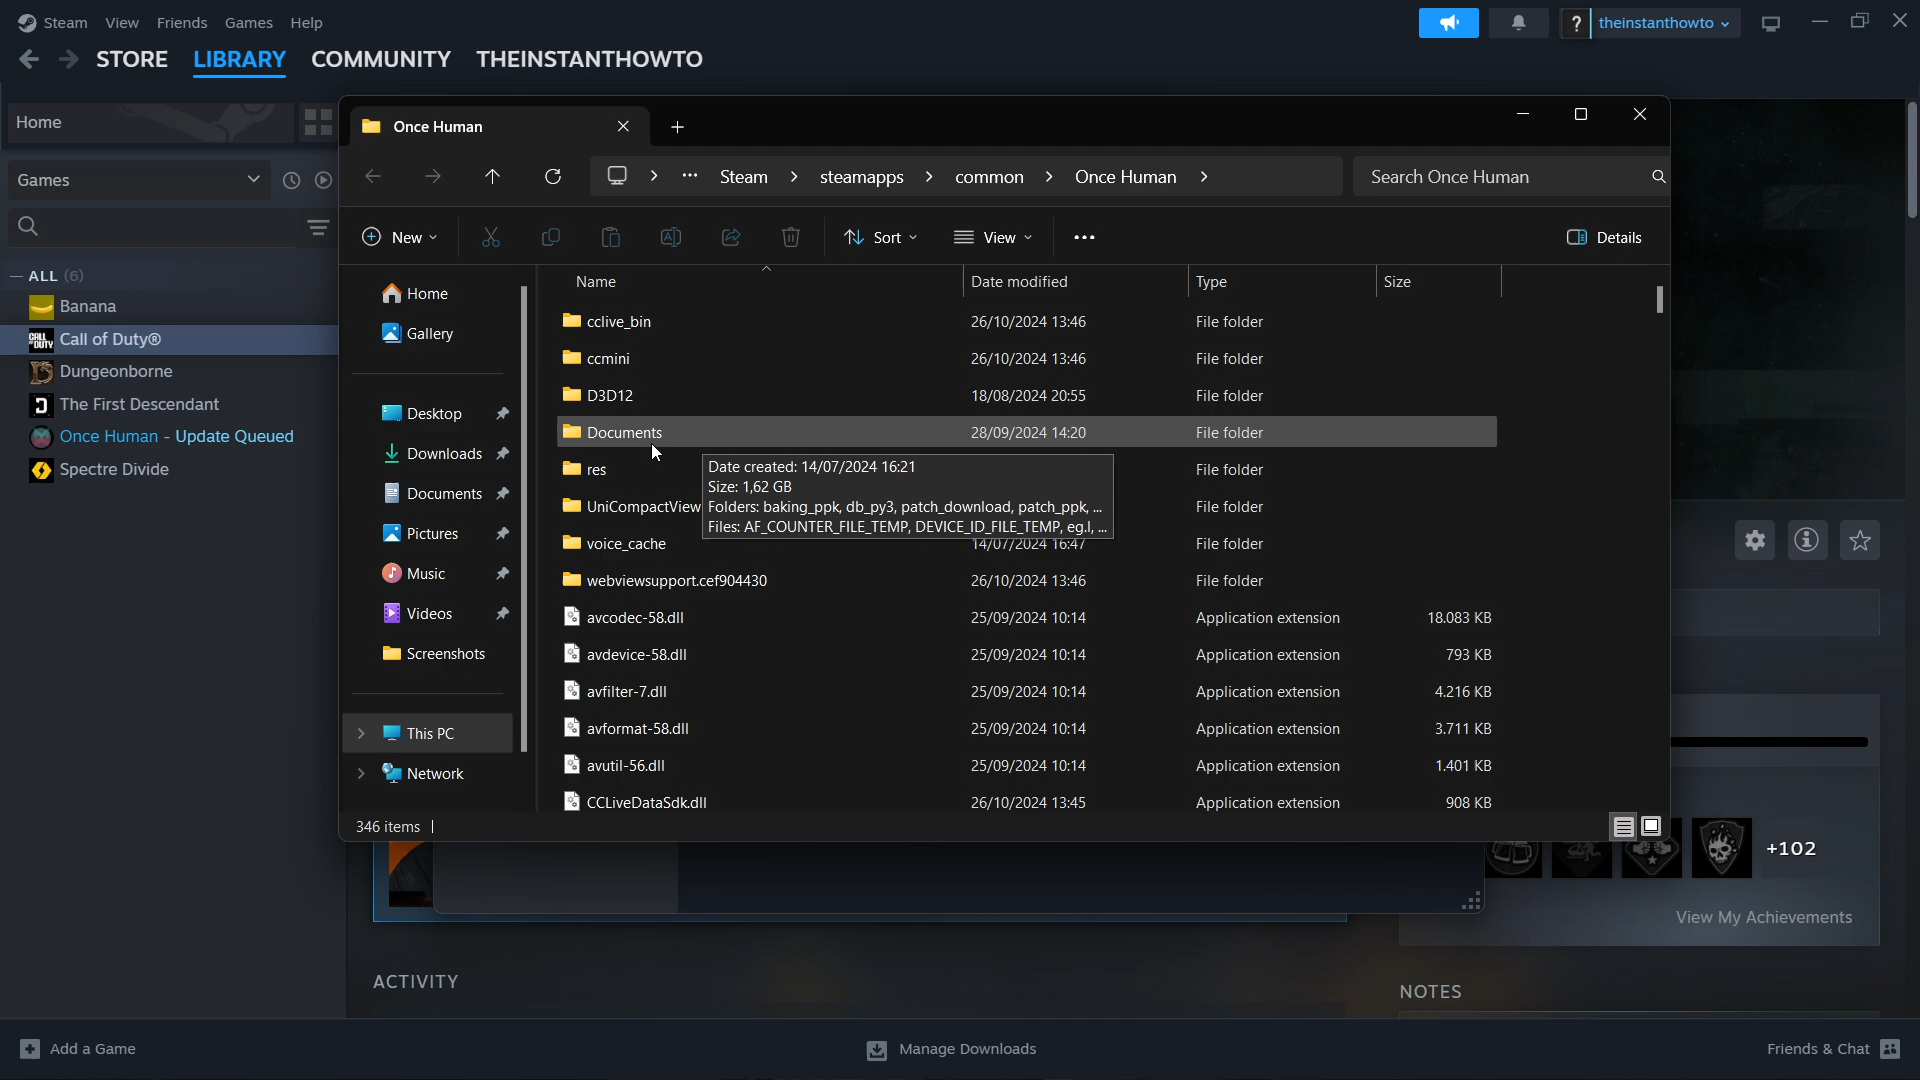 Steam View Friends Games Help
? theinstanthowto
STORE LIBRARY COMMUNITY THEINSTANTHOWTO
Home
Games
ALL (6)
Banana
CALL OF DUTY Call of Duty®
Dungeonborne
The First Descendant
Once Human - Update Queued
Spectre Divide
Once Human
Steam steamapps common Once Human
Search Once Human
New Sort View ••• Details
Home
Gallery
Desktop
Downloads
Documents
Pictures
Music
Videos
Screenshots
This PC
Network
Name Date modified Type Size
cclive_bin 26/10/2024 13:46 File folder
ccmini 26/10/2024 13:46 File folder
D3D12 18/08/2024 20:55 File folder
Documents 28/09/2024 14:20 File folder
res File folder
UniCompactView File folder
voice_cache 14/07/2024 16:47 File folder
webviewsupport.cef904430 26/10/2024 13:46 File folder
avcodec-58.dll 25/09/2024 10:14 Application extension 18.083 KB
avdevice-58.dll 25/09/2024 10:14 Application extension 793 KB
avfilter-7.dll 25/09/2024 10:14 Application extension 4.216 KB
avformat-58.dll 25/09/2024 10:14 Application extension 3.711 KB
avutil-56.dll 25/09/2024 10:14 Application extension 1.401 KB
CCLiveDataSdk.dll 26/10/2024 13:45 Application extension 908 KB
Date created: 14/07/2024 16:21
Size: 1,62 GB
Folders: baking_ppk, db_py3, patch_download, patch_ppk, ...
Files: AF_COUNTER_FILE_TEMP, DEVICE_ID_FILE_TEMP, eg.l, ...
346 items
+102
View My Achievements
ACTIVITY
NOTES
Add a Game
Manage Downloads
Friends & Chat